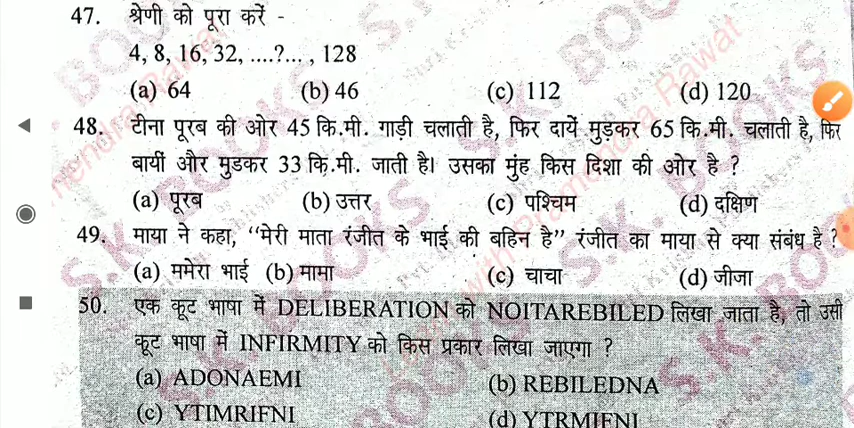 47. श्रेणी को पूरा करें -
4, 8, 16, 32, ....?... , 128
(a) 64 (b) 46 (c) 112 (d) 120
48. टीना पूरब की ओर 45 कि.मी. गाड़ी चलाती है, फिर दायें मुड़कर 65 कि.मी. चलाती है, फिर
बायीं और मुडकर 33 कि.मी. जाती है। उसका मुंह किस दिशा की ओर है ?
(a) पूरब (b) उत्तर (c) पश्चिम (d) दक्षिण
49. माया ने कहा, “मेरी माता रंजीत के भाई की बहिन है” रंजीत का माया से क्या संबंध है ?
(a) ममेरा भाई (b) मामा (c) चाचा (d) जीजा
50. एक कूट भाषा में DELIBERATION को NOITAREBILED लिखा जाता है, तो उसी
कूट भाषा में INFIRMITY को किस प्रकार लिखा जाएगा ?
(a) ADONAEMI (b) REBILEDNA
(c) YTIMRIFNI (d) YTRMIFNI
S.K. BOOKS